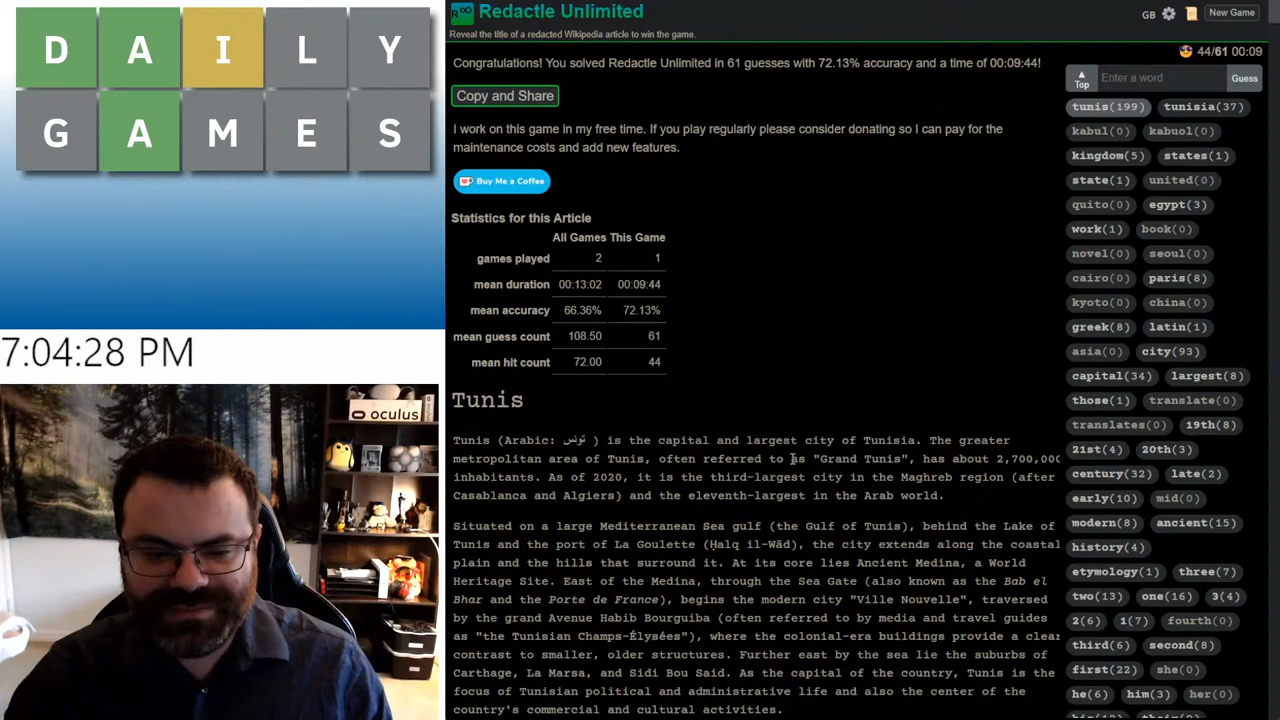 DAILY
GAMES
7:04:28 PM
oculus
Redactle Unlimited
Reveal the title of a redacted Wikipedia article to win the game.
GB
New Game
44/61 00:09
Congratulations! You solved Redactle Unlimited in 61 guesses with 72.13% accuracy and a time of 00:09:44!
Copy and Share
I work on this game in my free time. If you play regularly please consider donating so I can pay for the
maintenance costs and add new features.
Buy Me a Coffee
Statistics for this Article
All Games This Game
games played 2 1
mean duration 00:13:02 00:09:44
mean accuracy 66.36% 72.13%
mean guess count 108.50 61
mean hit count 72.00 44
Tunis
Tunis (Arabic: تونس ) is the capital and largest city of Tunisia. The greater
metropolitan area of Tunis, often referred to as "Grand Tunis", has about 2,700,000
inhabitants. As of 2020, it is the third-largest city in the Maghreb region (after
Casablanca and Algiers) and the eleventh-largest in the Arab world.
Situated on a large Mediterranean Sea gulf (the Gulf of Tunis), behind the Lake of
Tunis and the port of La Goulette (Ḥalq il-Wād), the city extends along the coastal
plain and the hills that surround it. At its core lies Ancient Medina, a World
Heritage Site. East of the Medina, through the Sea Gate (also known as the Bab el
Bhar and the Porte de France), begins the modern city "Ville Nouvelle", traversed
by the grand Avenue Habib Bourguiba (often referred to by media and travel guides
as "the Tunisian Champs-Élysées"), where the colonial-era buildings provide a clear
contrast to smaller, older structures. Further east by the sea lie the suburbs of
Carthage, La Marsa, and Sidi Bou Said. As the capital of the country, Tunis is the
focus of Tunisian political and administrative life and also the center of the
country's commercial and cultural activities.
Top
Enter a word
Guess
tunis(199) tunisia(37)
kabul(0) kabuol(0)
kingdom(5) states(1)
state(1) united(0)
quito(0) egypt(3)
work(1) book(0)
novel(0) seoul(0)
cairo(0) paris(8)
kyoto(0) china(0)
greek(8) latin(1)
asia(0) city(93)
capital(34) largest(8)
those(1) translate(0)
translates(0) 19th(8)
21st(4) 20th(3)
century(32) late(2)
early(10) mid(0)
modern(8) ancient(15)
history(4)
etymology(1) three(7)
two(13) one(16) 3(4)
2(6) 1(7) fourth(0)
third(6) second(8)
first(22) she(0)
he(6) him(3) her(0)